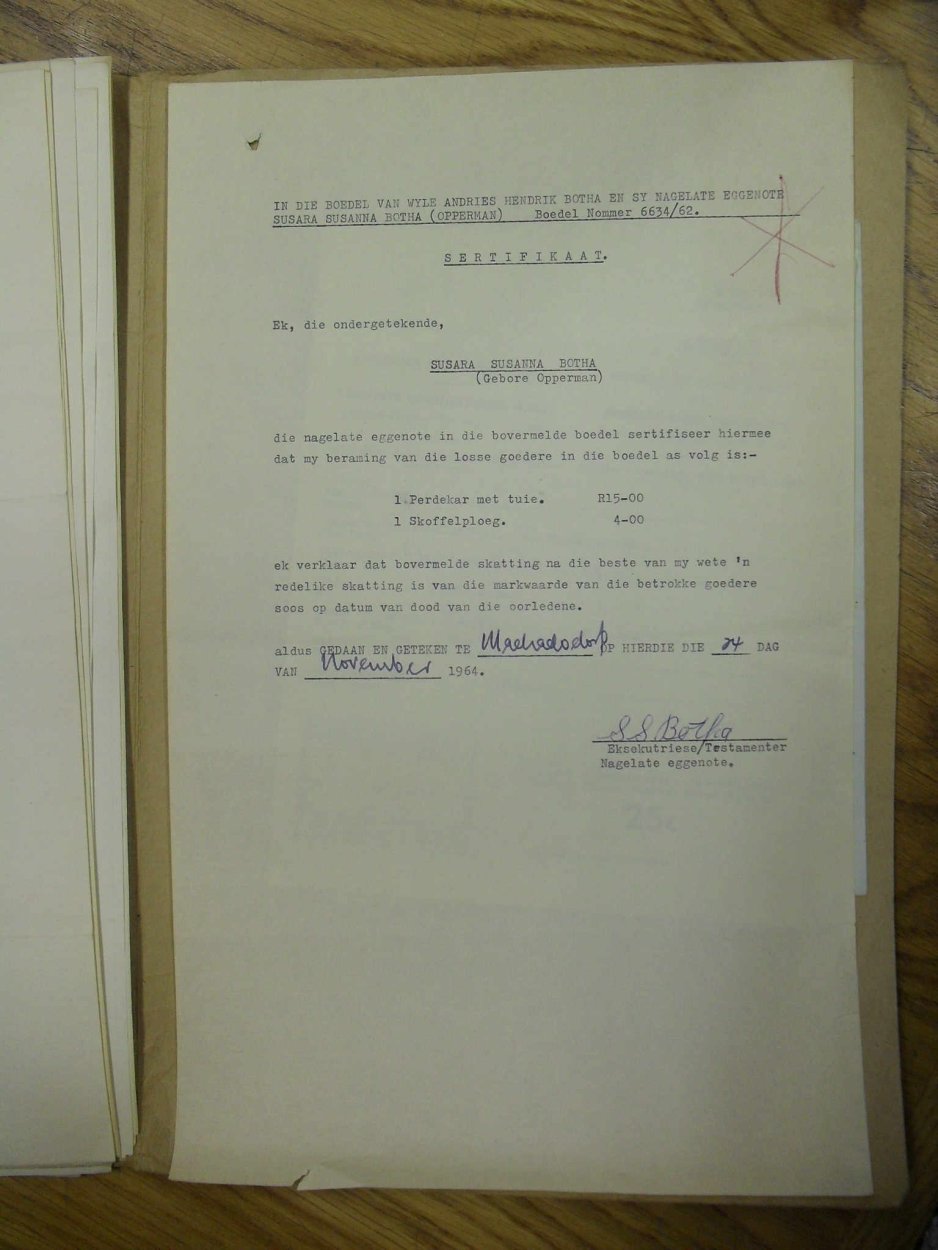 IN DIE BOEDEL VAN WYLE ANDRIES HENDRIK BOTHA EN SY NAGELATE EGGENOTE
SUSARA SUSANNA BOTHA (OPPERMAN) Boedel Nommer 6634/62.
S E R T I F I K A A T.
Ek, die ondergetekende,
SUSARA SUSANNA BOTHA
(Gebore Opperman)
die nagelate eggenote in die bovermelde boedel sertifiseer hiermee
dat my beraming van die losse goedere in die boedel as volg is:-
1 Perdekar met tuie. R15-00
1 Skoffelploeg. 4-00
ek verklaar dat bovermelde skatting na die beste van my wete 'n
redelike skatting is van die markwaarde van die betrokke goedere
soos op datum van dood van die oorledene.
aldus GEDAAN EN GETEKEN TE Machadodorp OP HIERDIE DIE 24 DAG
VAN November 1964.
S S Botha
Eksekutriese/Testamenter
Nagelate eggenote.